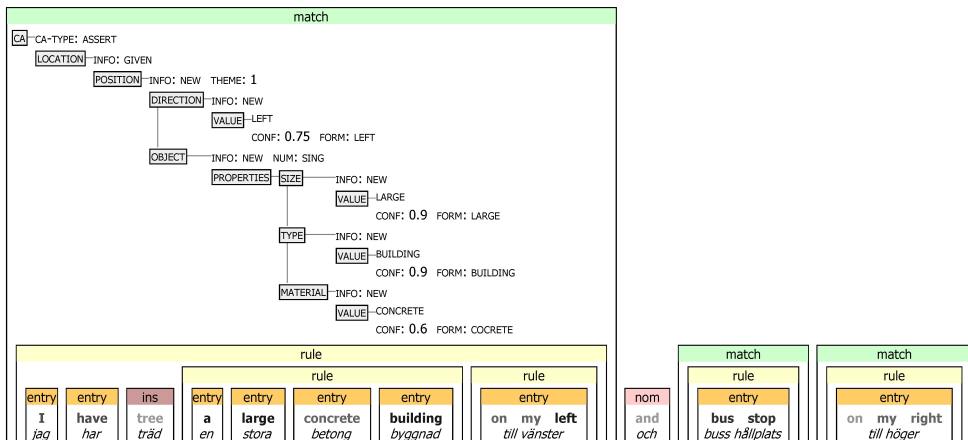 match
CA CA-TYPE: ASSERT
LOCATION INFO: GIVEN
POSITION INFO: NEW THEME: 1
DIRECTION INFO: NEW
VALUE LEFT
CONF: 0.75 FORM: LEFT
OBJECT INFO: NEW NUM: SING
PROPERTIES SIZE INFO: NEW
VALUE LARGE
CONF: 0.9 FORM: LARGE
TYPE INFO: NEW
VALUE BUILDING
CONF: 0.9 FORM: BUILDING
MATERIAL INFO: NEW
VALUE CONCRETE
CONF: 0.6 FORM: COCRETE
rule match match
rule rule rule rule
entry entry ins entry entry entry entry entry nom entry entry
I have tree a large concrete building on my left and bus stop on my right
jag har träd en stora betong byggnad till vänster och buss hållplats till höger